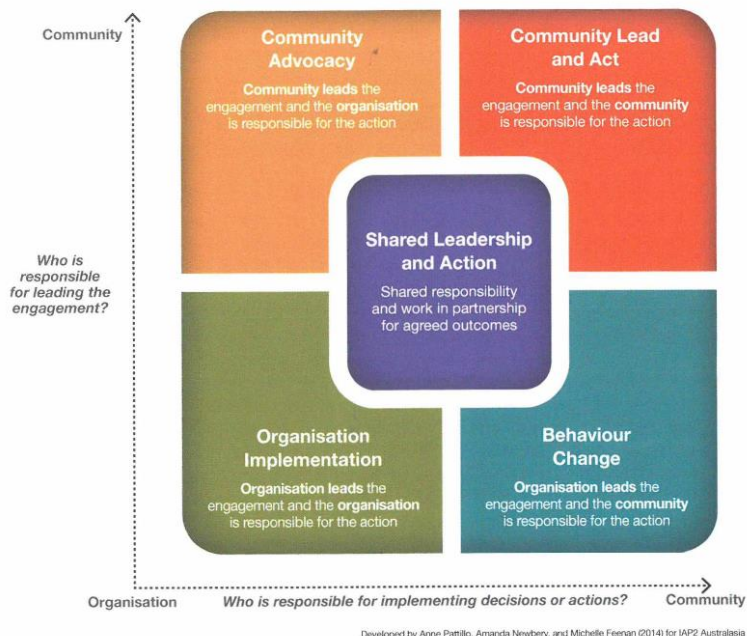 Community
Community
Advocacy
Community leads the
engagement and the organisation
is responsible for the action
Community Lead
and Act
Community leads the
engagement and the community
is responsible for the action
Who is
responsible
for leading the
engagement?
Shared Leadership
and Action
Shared responsibility
and work in partnership
for agreed outcomes
Organisation
Implementation
Organisation leads the
engagement and the organisation
is responsible for the action
Behaviour
Change
Organisation leads the
engagement and the community
is responsible for the action
Organisation
Who is responsible for implementing decisions or actions?
Community
Developed by Anne Pattillo, Amanda Newbery, and Michelle Feenan (2014) for IAP2 Australasia